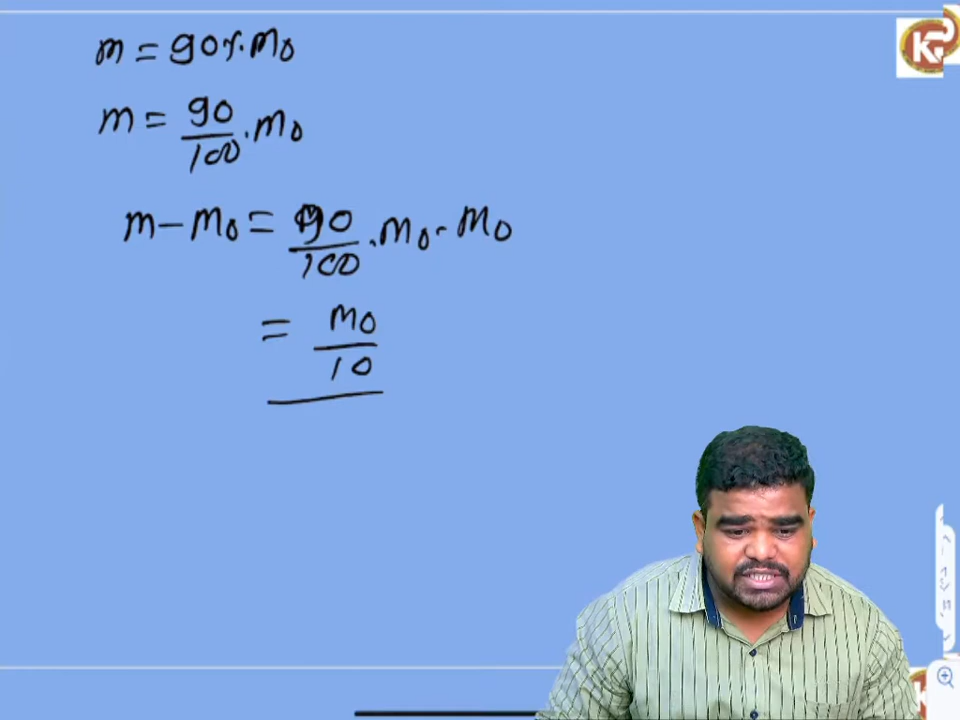 m = 90%. m₀
m = 90/100 . m₀
m - m₀ = 90/100 . m₀ - m₀
= m₀/10